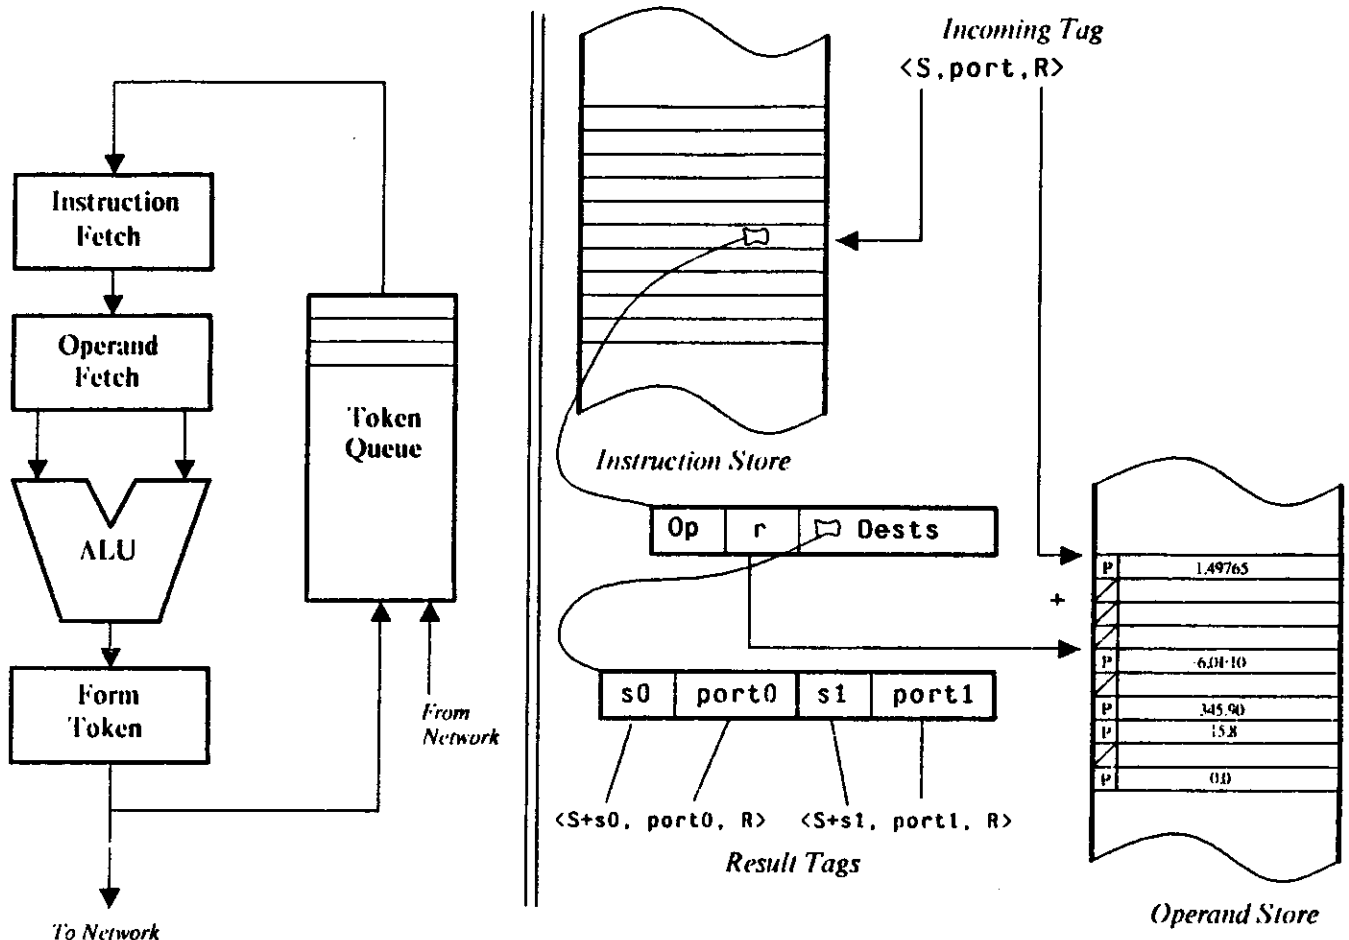 Instruction
Fetch
Operand
Fetch
ALU
Form
Token
To Network
Token
Queue
From
Network
Incoming Tag
<S,port,R>
Instruction Store
Op r Dests
s0 port0 s1 port1
<S+s0, port0, R> <S+s1, port1, R>
Result Tags
+
P 1.49765
P
P 345.90
P 15.8
P 0.0
Operand Store